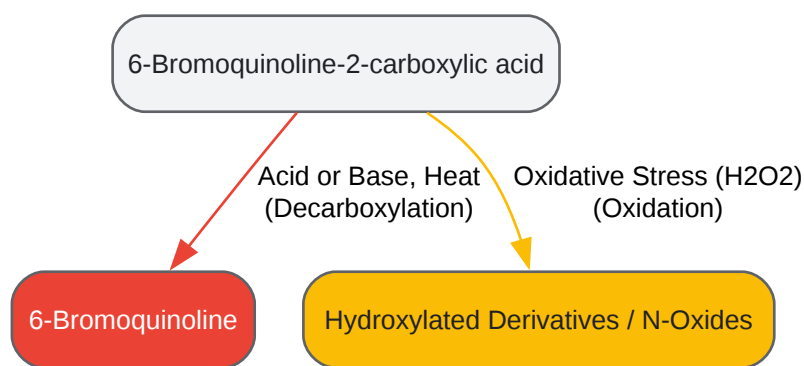 6-Bromoquinoline-2-carboxylic acid
Acid or Base, Heat
(Decarboxylation)
Oxidative Stress (H2O2)
(Oxidation)
6-Bromoquinoline
Hydroxylated Derivatives / N-Oxides